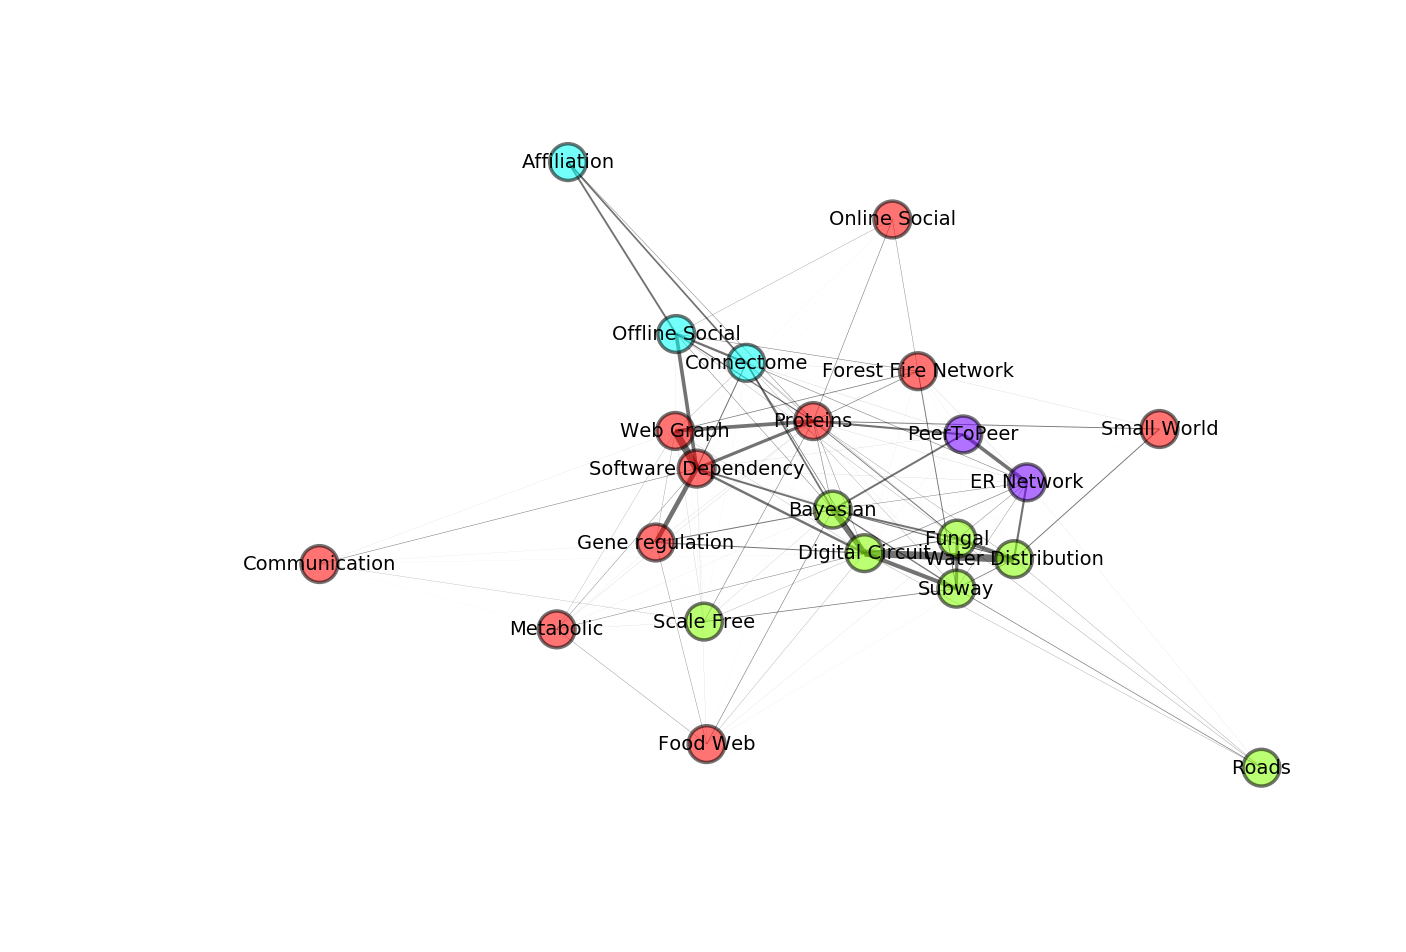 Affiliation
Online Social
Offline Social
Connectome
Forest Fire Network
Proteins
Web Graph
PeerToPeer
Small World
Software Dependency
ER Network
Bayesian
Fungal
Gene regulation
Digital Circuit
Water Distribution
Communication
Subway
Scale Free
Metabolic
Food Web
Roads